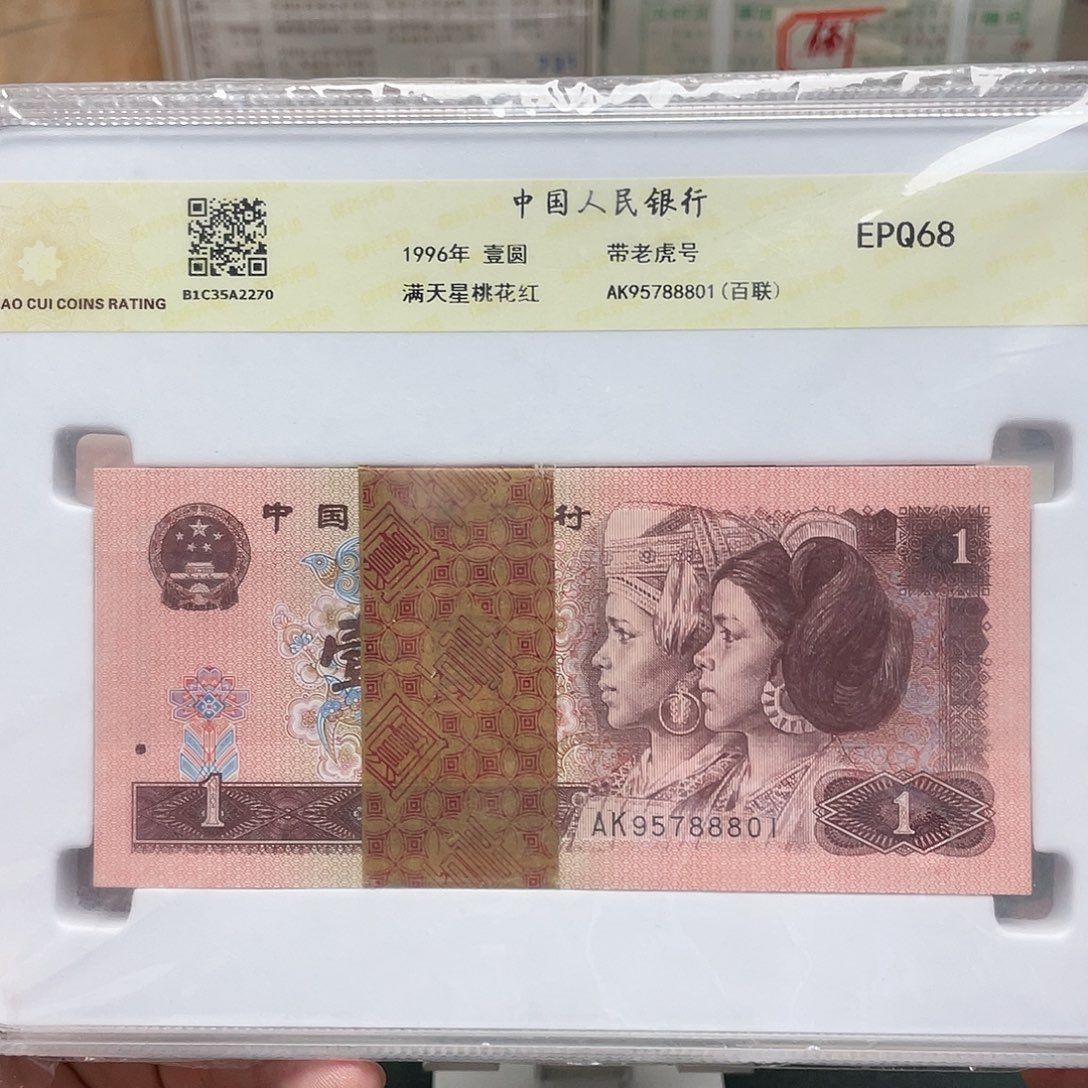 中国人民银行
EPQ68
1996年 壹圆
带老虎号
满天星桃花红
AK95788801(百联)
B1C35A2270
AO CUI COINS RATING
中国
行
1
壹
1
AK95788801
1